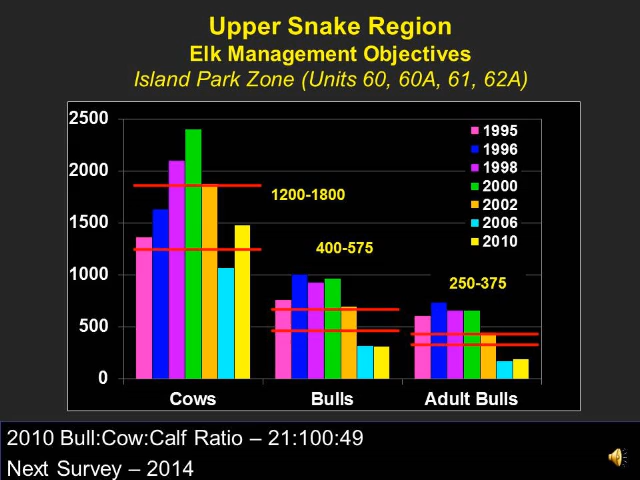 Upper Snake Region
Elk Management Objectives
Island Park Zone (Units 60, 60A, 61, 62A)
2500
2000
1500
1000
500
0
1995
1996
1998
2000
2002
2006
2010
1200-1800
400-575
250-375
Cows
Bulls
Adult Bulls
2010 Bull:Cow:Calf Ratio – 21:100:49
Next Survey – 2014